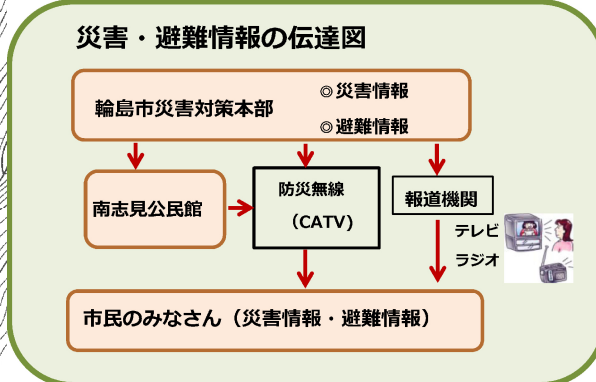 災害・避難情報の伝達図
輪島市災害対策本部
◎災害情報
◎避難情報
南志見公民館
防災無線
（CATV）
報道機関
テレビ
ラジオ
市民のみなさん（災害情報・避難情報）